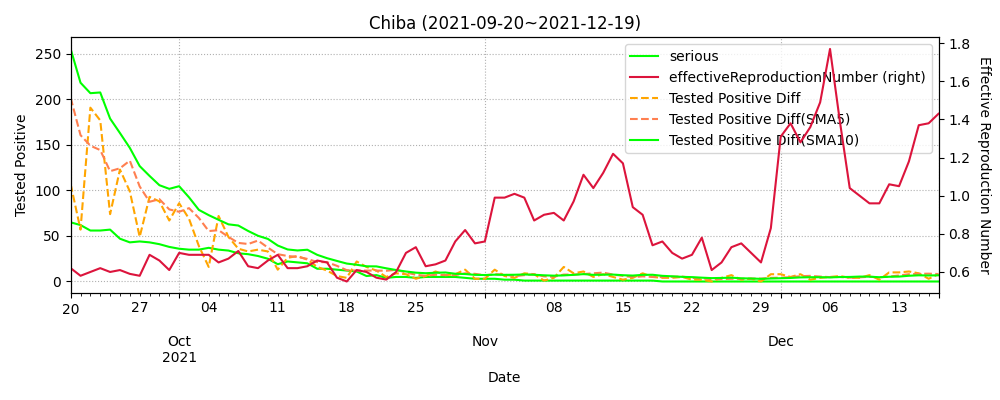 Chiba (2021-09-20~2021-12-19)
serious
effectiveReproductionNumber (right)
Tested Positive Diff
Tested Positive Diff(SMA5)
Tested Positive Diff(SMA10)
Tested Positive
250
200
150
100
50
0
1.8
1.6
1.4
1.2
1.0
0.8
0.6
Effective Reproduction Number
20 27 04 11 18 25 08 15 22 29 06 13
Oct Nov Dec
2021
Date